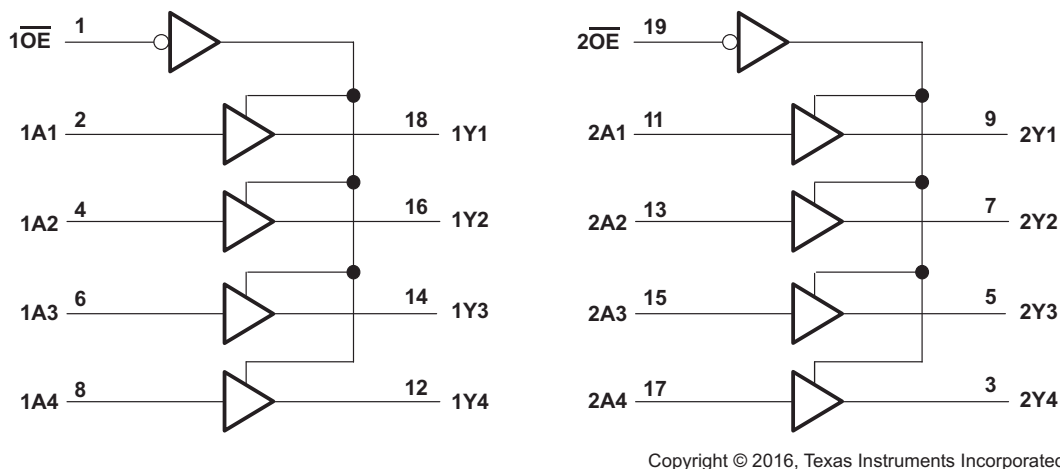 1O̅E̅ 1
1A1 2 18 1Y1
1A2 4 16 1Y2
1A3 6 14 1Y3
1A4 8 12 1Y4
2O̅E̅ 19
2A1 11 9 2Y1
2A2 13 7 2Y2
2A3 15 5 2Y3
2A4 17 3 2Y4
Copyright © 2016, Texas Instruments Incorporated